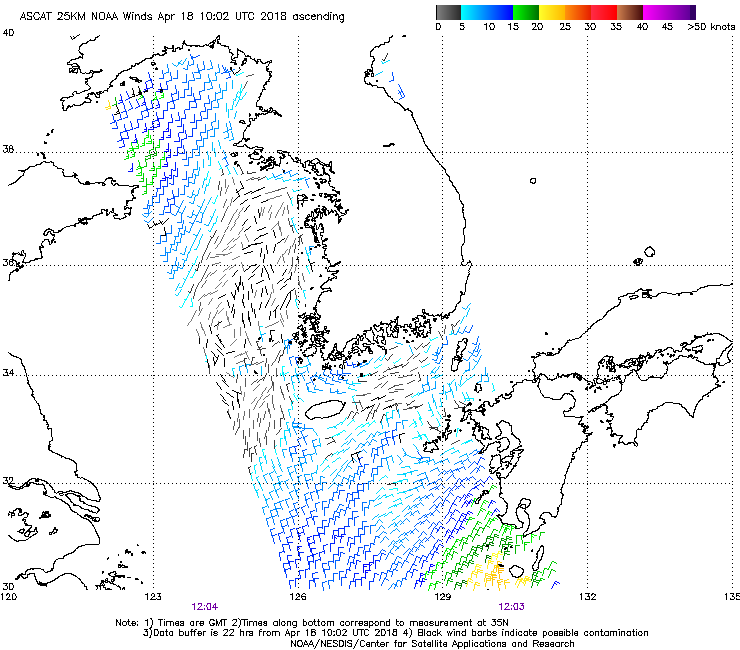 ASCAT 25KM NOAA Winds Apr 18 10:02 UTC 2018 ascending
0 5 10 15 20 25 30 35 40 45 >50 knots
40
38
36
34
32
30
120 123 126 129 132 135
12:04 12:03
Note: 1) Times are GMT 2)Times along bottom correspond to measurement at 35N
3)Data buffer is 22 hrs from Apr 18 10:02 UTC 2018 4) Black wind barbs indicate possible contamination
NOAA/NESDIS/Center for Satellite Applications and Research